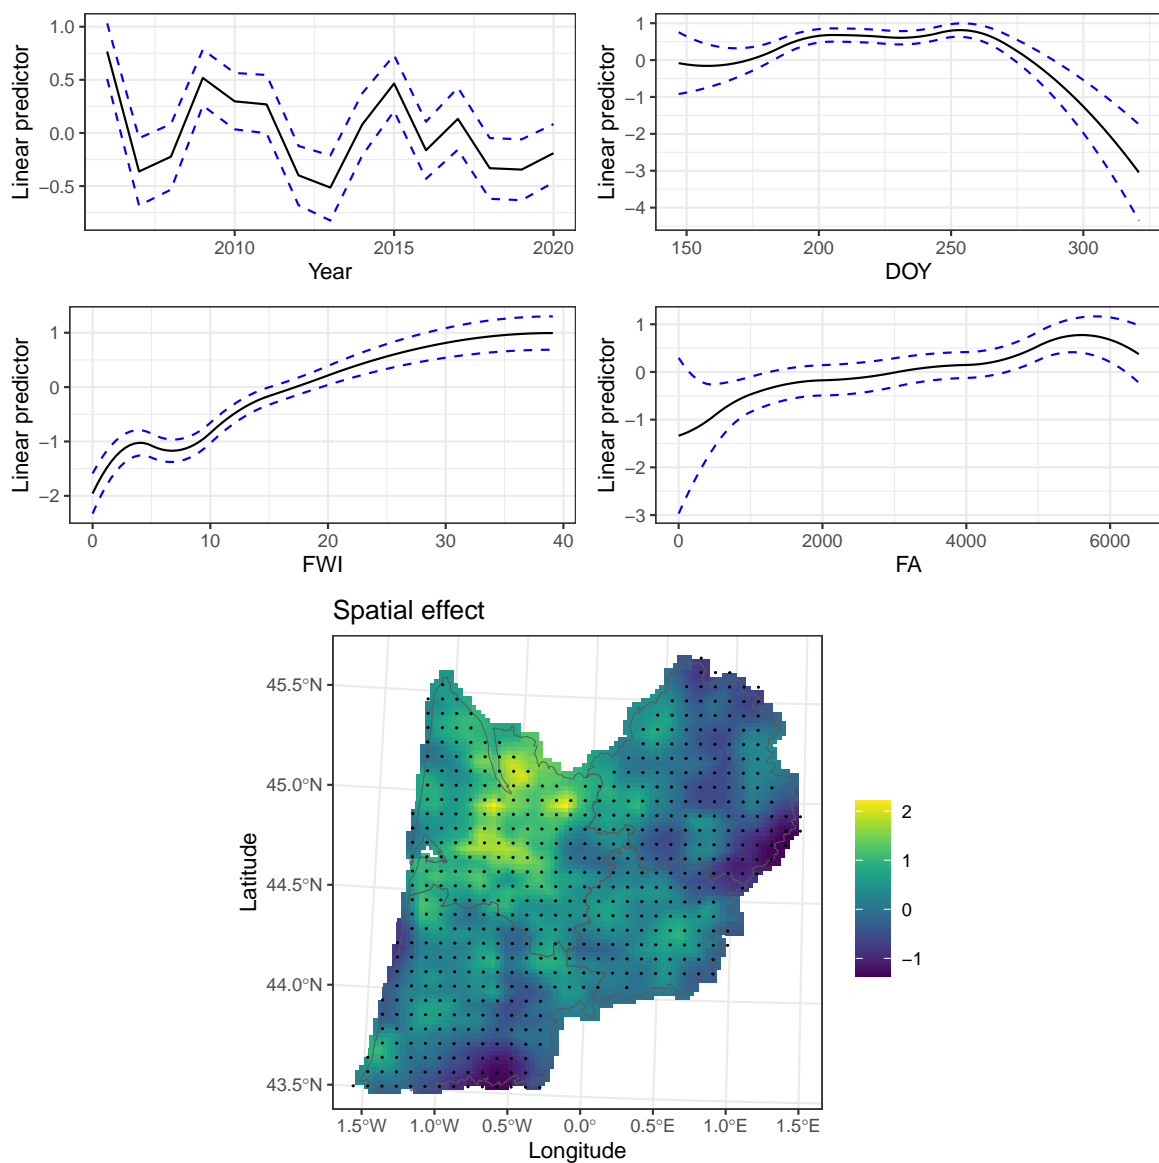 Linear predictor
1.0
0.5
0.0
−0.5
2010 2015 2020
Year
Linear predictor
1
0
−1
−2
−3
−4
150 200 250 300
DOY
Linear predictor
1
0
−1
−2
0 10 20 30 40
FWI
Linear predictor
1
0
−1
−2
−3
0 2000 4000 6000
FA
Spatial effect
Latitude
45.5°N
45.0°N
44.5°N
44.0°N
43.5°N
1.5°W 1.0°W 0.5°W 0.0° 0.5°E 1.0°E 1.5°E
Longitude
2
1
0
−1